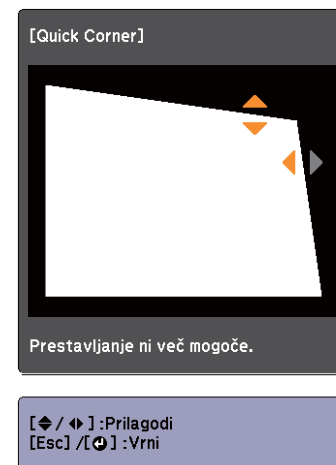 [Quick Corner]
Prestavljanje ni več mogoče.
[◆/◆] :Prilagodi
[Esc] /[⏎] :Vrni